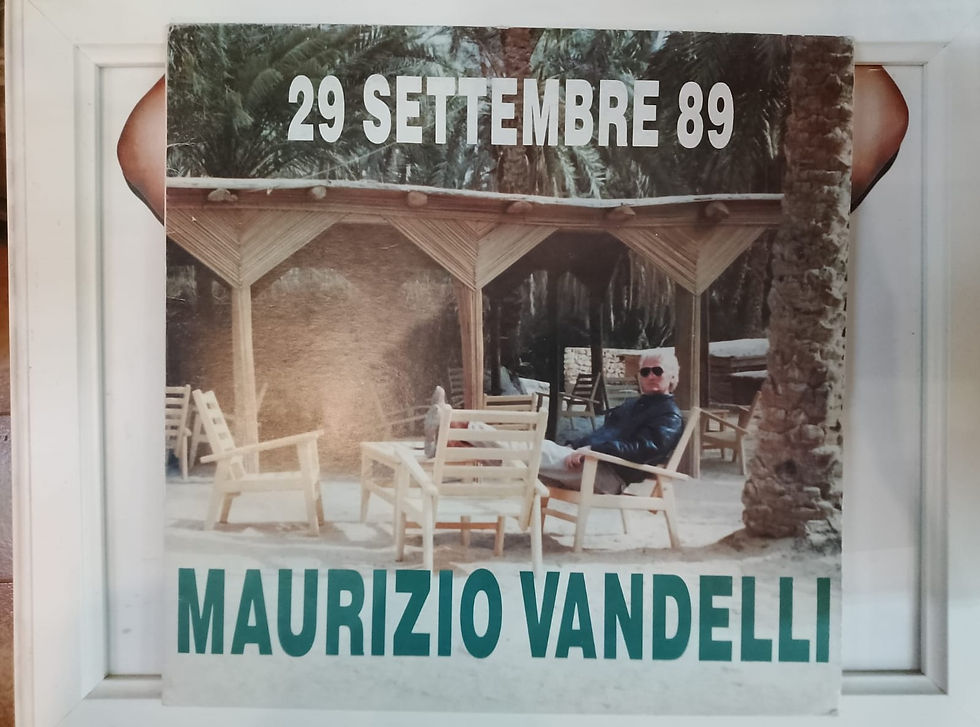 29 SETTEMBRE 89
MAURIZIO VANDELLI